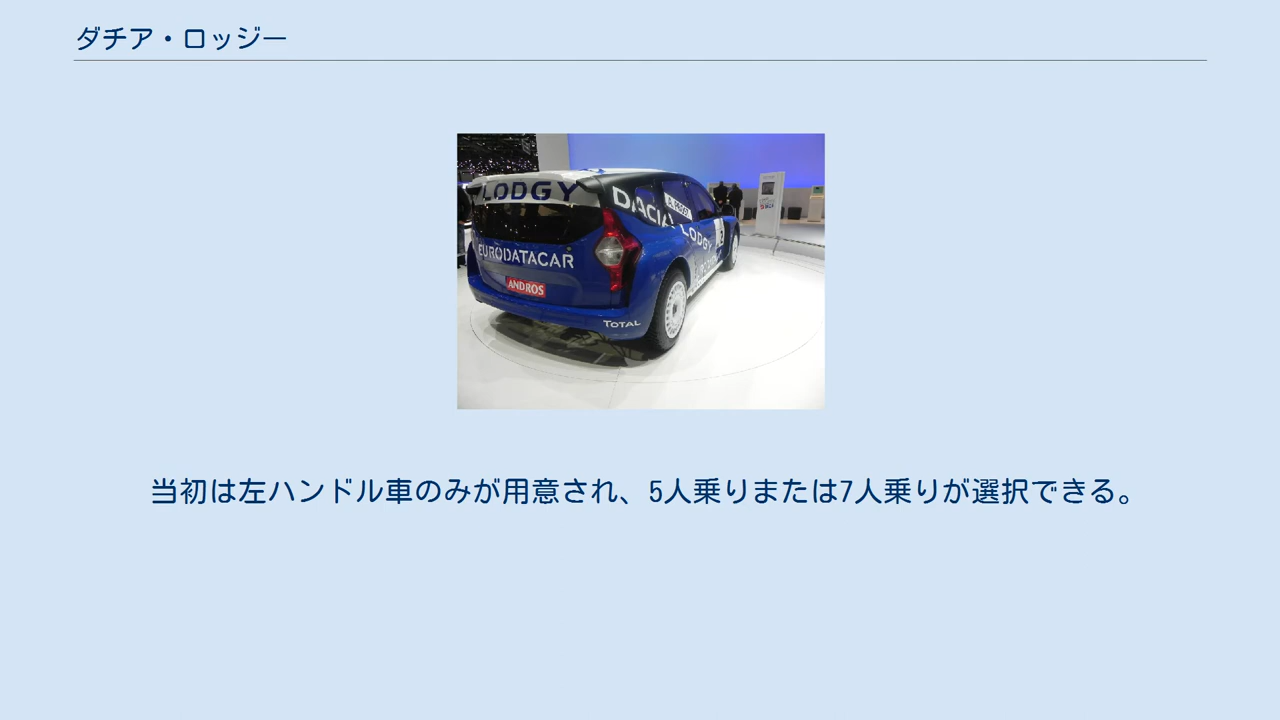 ダチア・ロッジー
LODGY
DACIA
LODGY
EURODATACAR
ANDROS
TOTAL
当初は左ハンドル車のみが用意され、5人乗りまたは7人乗りが選択できる。